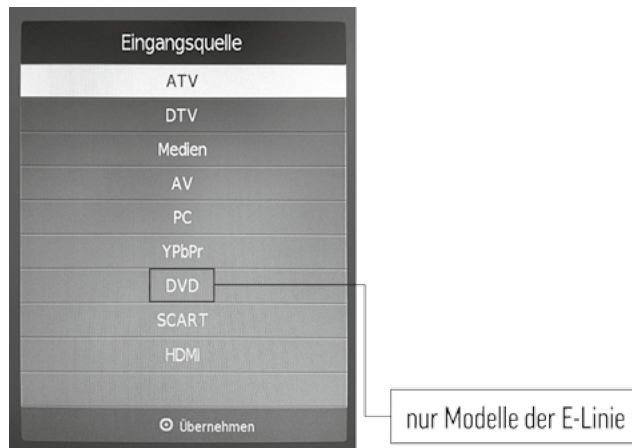 Eingangsquelle
ATV
DTV
Medien
AV
PC
YPbPr
DVD
SCART
HDMI
Übernehmen
nur Modelle der E-Linie